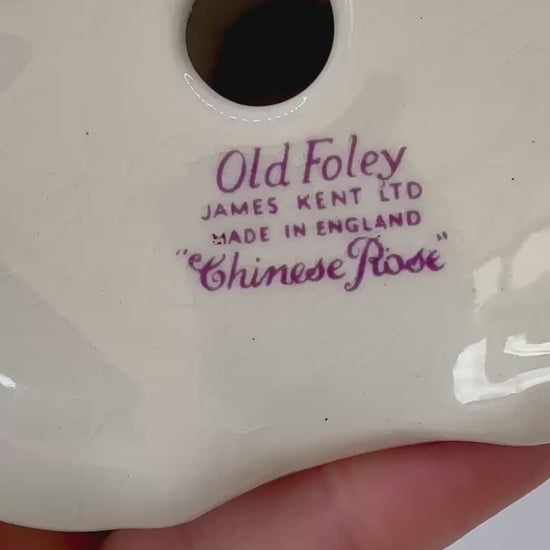 Old Foley
JAMES KENT LTD
MADE IN ENGLAND
"Chinese Rose"